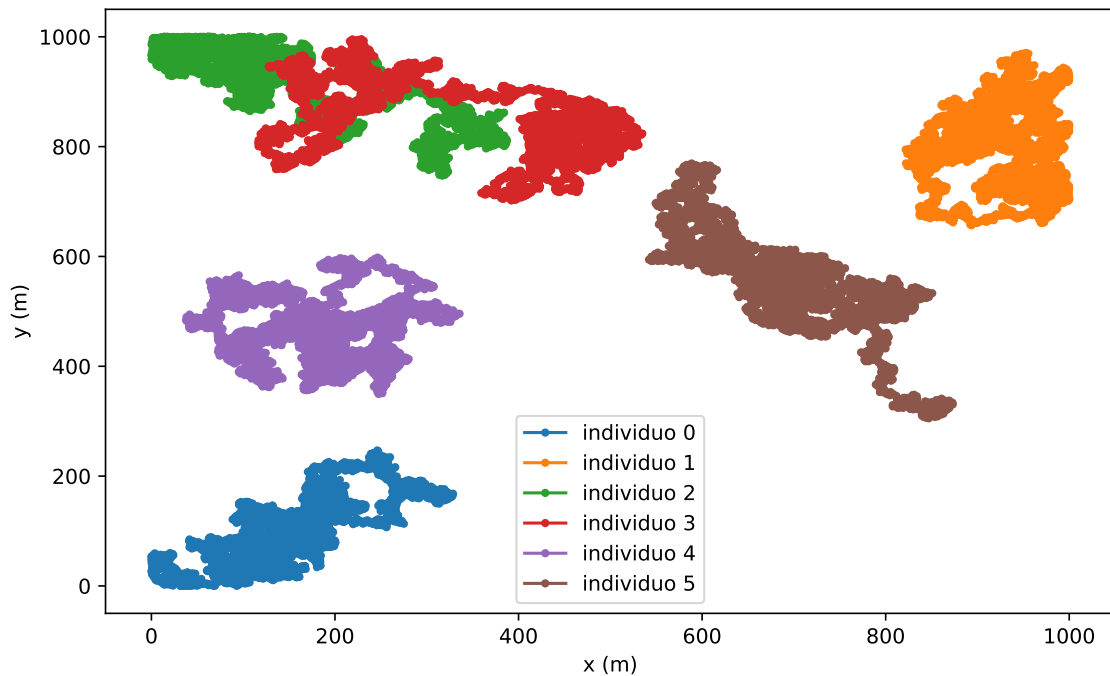 1000
800
600
400
200
0
y (m)
individuo 0
individuo 1
individuo 2
individuo 3
individuo 4
individuo 5
0 200 400 600 800 1000
x (m)